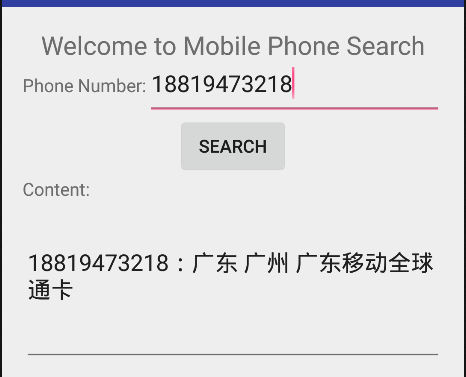 Welcome to Mobile Phone Search
Phone Number: 18819473218
SEARCH
Content:
18819473218：广东 广州 广东移动全球
通卡